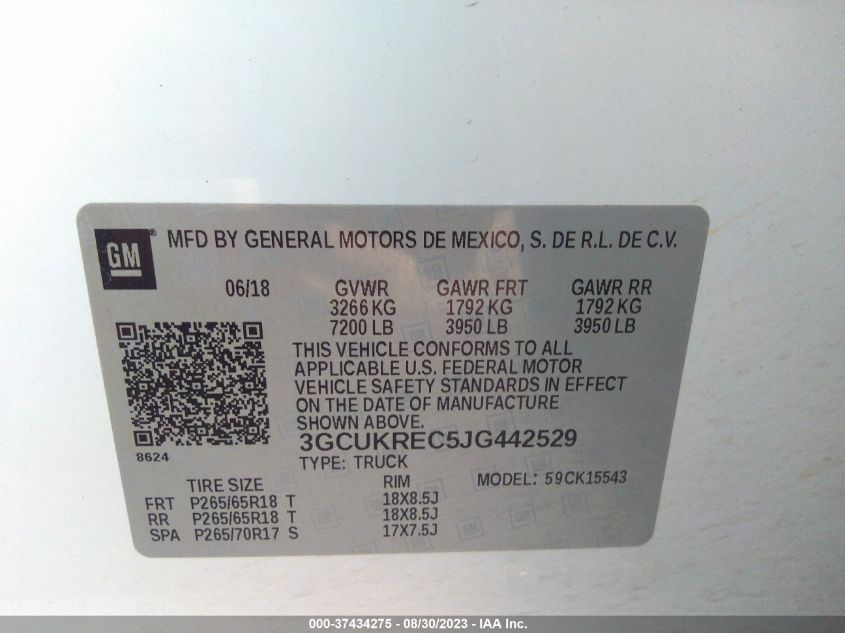 GM
MFD BY GENERAL MOTORS DE MEXICO, S. DE R.L. DE C.V.
06/18 GVWR GAWR FRT GAWR RR
3266 KG 1792 KG 1792 KG
7200 LB 3950 LB 3950 LB
THIS VEHICLE CONFORMS TO ALL
APPLICABLE U.S. FEDERAL MOTOR
VEHICLE SAFETY STANDARDS IN EFFECT
ON THE DATE OF MANUFACTURE
SHOWN ABOVE.
3GCUKREC5JG442529
8624
TYPE: TRUCK
TIRE SIZE RIM MODEL: 59CK15543
FRT P265/65R18 T 18X8.5J
RR P265/65R18 T 18X8.5J
SPA P265/70R17 S 17X7.5J
000-37434275 - 08/30/2023 - IAA Inc.